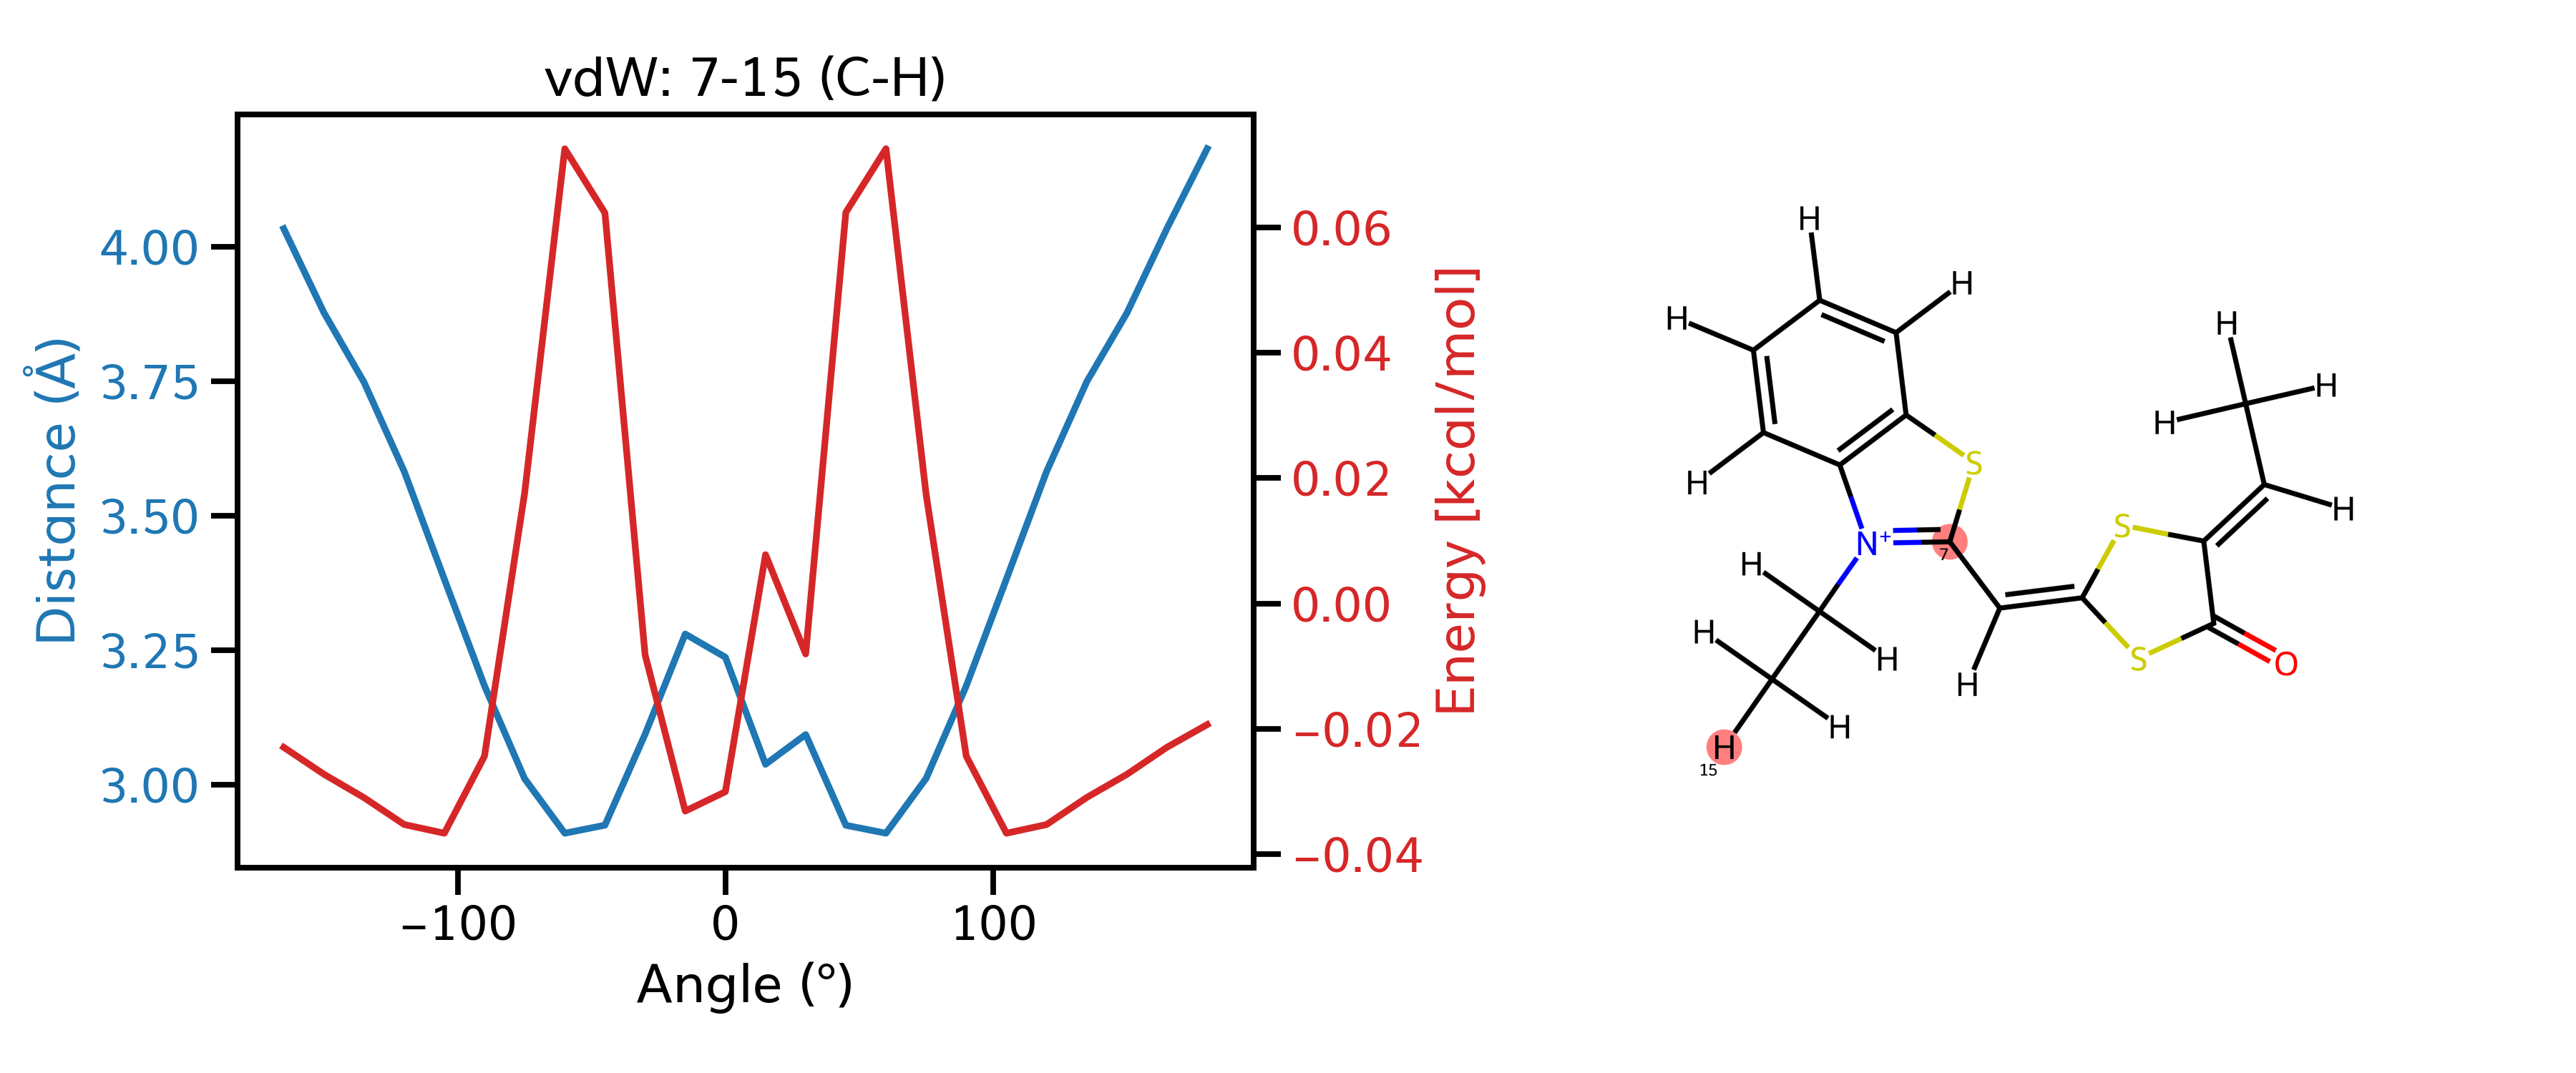 vdW: 7-15 (C-H)
Distance (Å)
4.00
3.75
3.50
3.25
3.00
−100
0
100
Angle (°)
0.06
0.04
0.02
0.00
−0.02
−0.04
Energy [kcal/mol]
H
H
H
H
S
N+
7
H
H
H
H
H
15
H
S
S
O
H
H
H
H